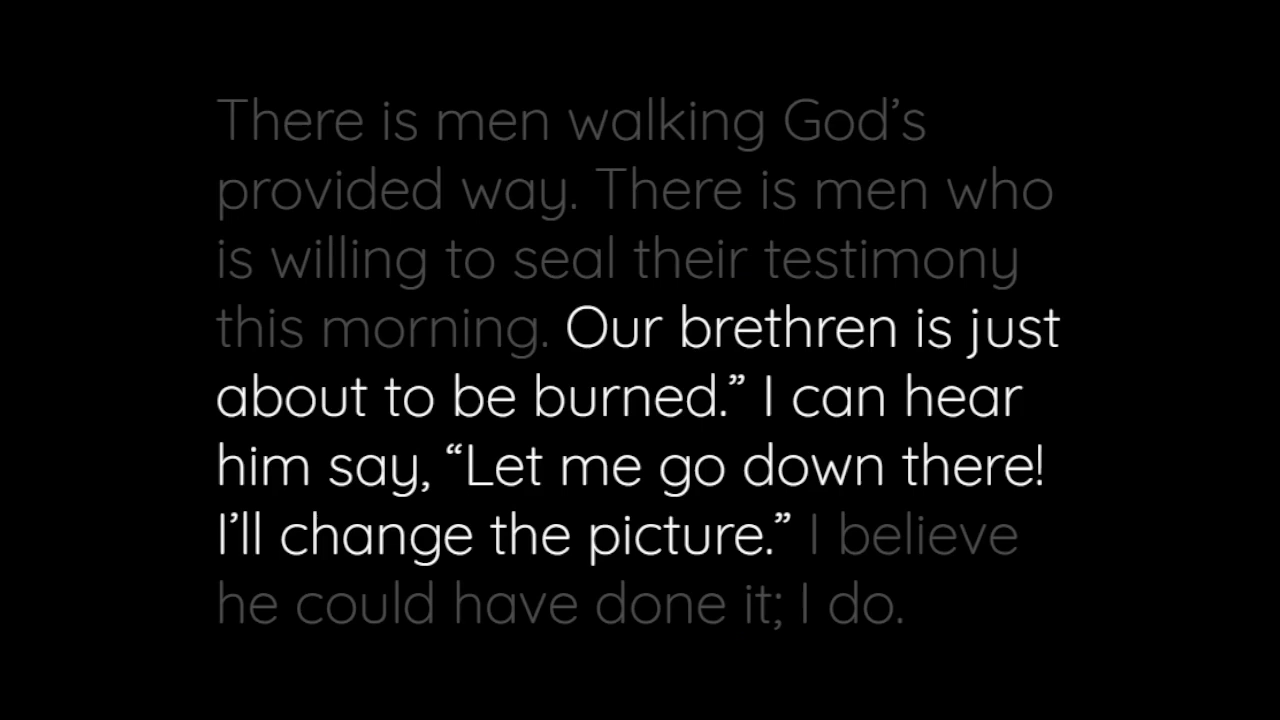 There is men walking God’s
provided way. There is men who
is willing to seal their testimony
this morning. Our brethren is just
about to be burned.” I can hear
him say, “Let me go down there!
I’ll change the picture.” I believe
he could have done it; I do.